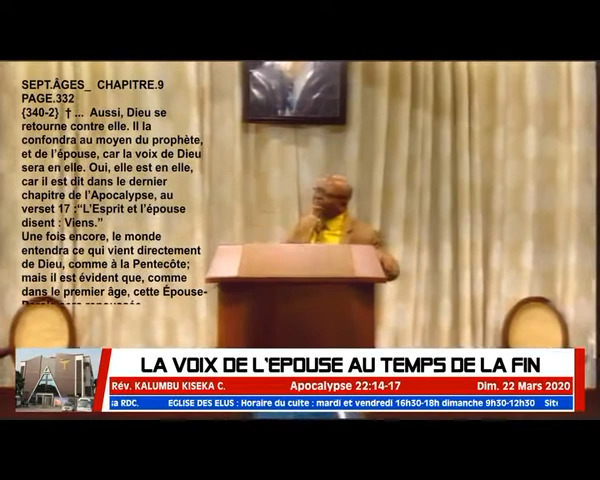 SEPT.ÂGES_ CHAPITRE.9
PAGE.332
{340-2} † ... Aussi, Dieu se
retourne contre elle. Il la
confondra au moyen du prophète,
et de l'épouse, car la voix de Dieu
sera en elle. Oui, elle est en elle,
car il est dit dans le dernier
chapitre de l'Apocalypse, au
verset 17 :“L'Esprit et l'épouse
disent : Viens.”
Une fois encore, le monde
entendra ce qui vient directement
de Dieu, comme à la Pentecôte;
mais il est évident que, comme
dans le premier âge, cette Épouse-
LA VOIX DE L'EPOUSE AU TEMPS DE LA FIN
Rév. KALUMBU KISEKA C. Apocalypse 22:14-17 Dim. 22 Mars 2020
sa RDC. EGLISE DES ELUS : Horaire du culte : mardi et vendredi 16h30-18h dimanche 9h30-12h30 Site